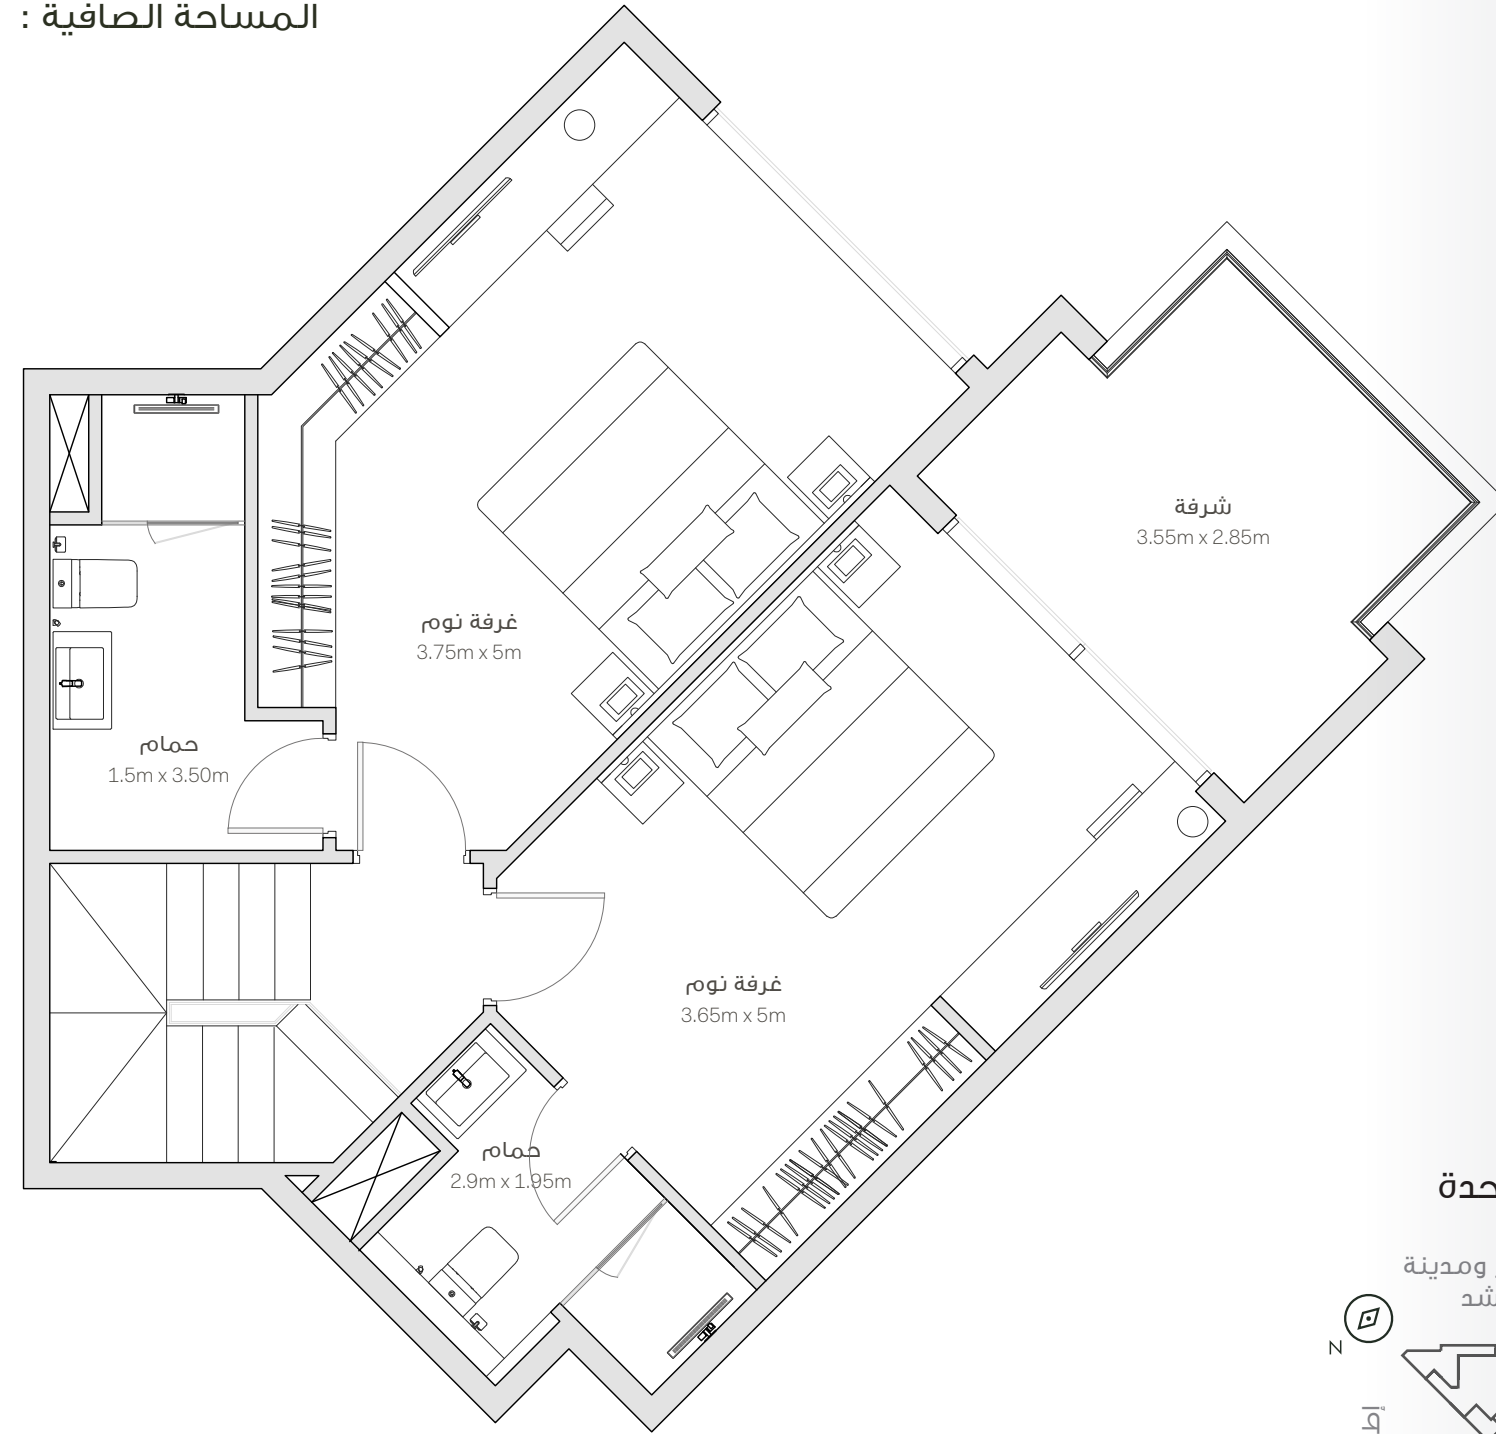 المساحة الصافية :
شرفة
3.55m x 2.85m
غرفة نوم
3.75m x 5m
حمام
1.5m x 3.50m
غرفة نوم
3.65m x 5m
حمام
2.9m x 1.95m
ومدينة
N